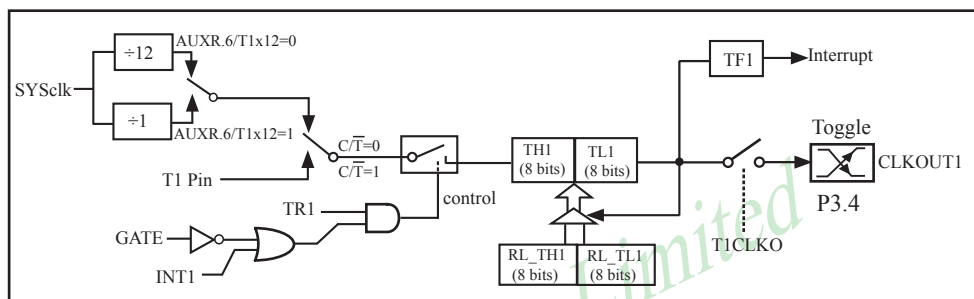 AUXR.6/T1x12=0
÷12
SYSclk
÷1
AUXR.6/T1x12=1
C/T̅=0
C/T̅=1
T1 Pin
TR1
GATE
INT1
control
TH1
(8 bits)
TL1
(8 bits)
RL_TH1
(8 bits)
RL_TL1
(8 bits)
TF1
Interrupt
Toggle
CLKOUT1
P3.4
T1CLKO
Limited